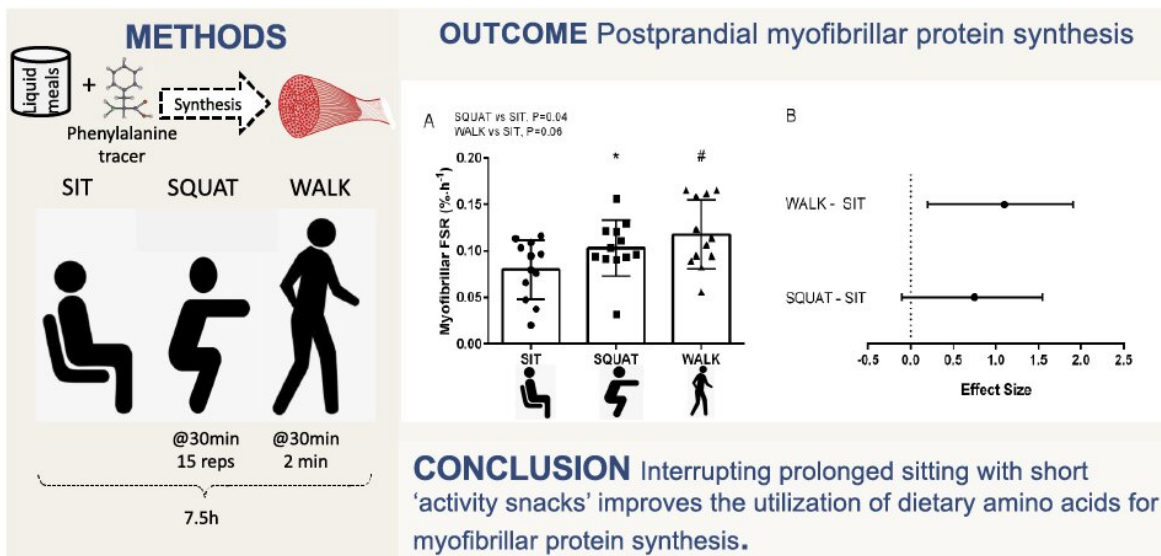 METHODS
Liquid
meals
+
Synthesis
Phenylalanine
tracer
SIT
SQUAT
WALK
@30min
15 reps
@30min
2 min
7.5h
OUTCOME Postprandial myofibrillar protein synthesis
A
SQUAT vs SIT, P=0.04
WALK vs SIT, P=0.06
Myofibrillar FSR (%·h-1)
0.20
0.15
0.10
0.05
0.00
*
#
SIT
SQUAT
WALK
B
WALK - SIT
SQUAT - SIT
-0.5 0.0 0.5 1.0 1.5 2.0 2.5
Effect Size
CONCLUSION Interrupting prolonged sitting with short
‘activity snacks’ improves the utilization of dietary amino acids for
myofibrillar protein synthesis.